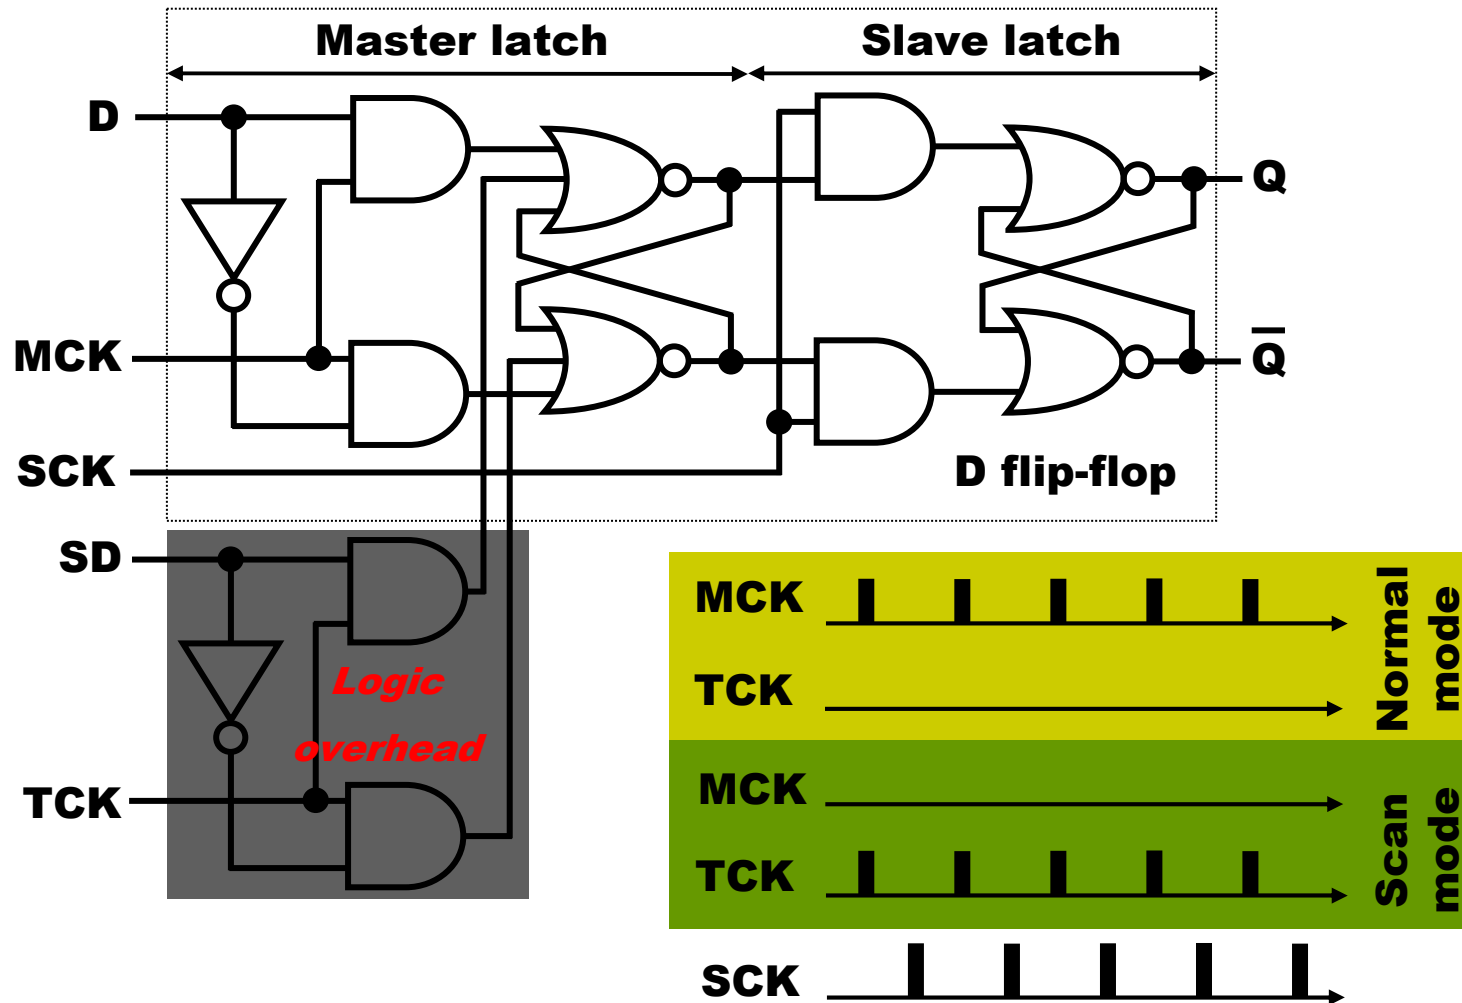 Master latch
Slave latch
D
Q
MCK
Q
SCK
D flip-flop
SD
Logic
overhead
TCK
MCK
TCK
Normal
mode
MCK
TCK
Scan
mode
SCK